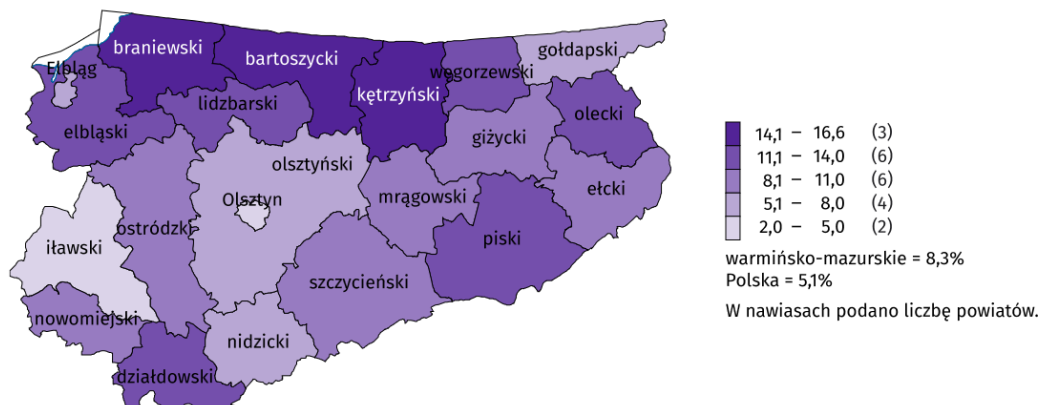 braniewski
bartoszycki
gołdapski
Elbląg
węgorzewski
kętrzyński
lidzbarski
elbląski
olecki
giżycki
olsztyński
ełcki
mrągowski
Olsztyn
ostródzki
iławski
piski
szczycieński
nowomiejski
nidzicki
działdowski
14,1 – 16,6 (3)
11,1 – 14,0 (6)
8,1 – 11,0 (6)
5,1 – 8,0 (4)
2,0 – 5,0 (2)
warmińsko-mazurskie = 8,3%
Polska = 5,1%
W nawiasach podano liczbę powiatów.